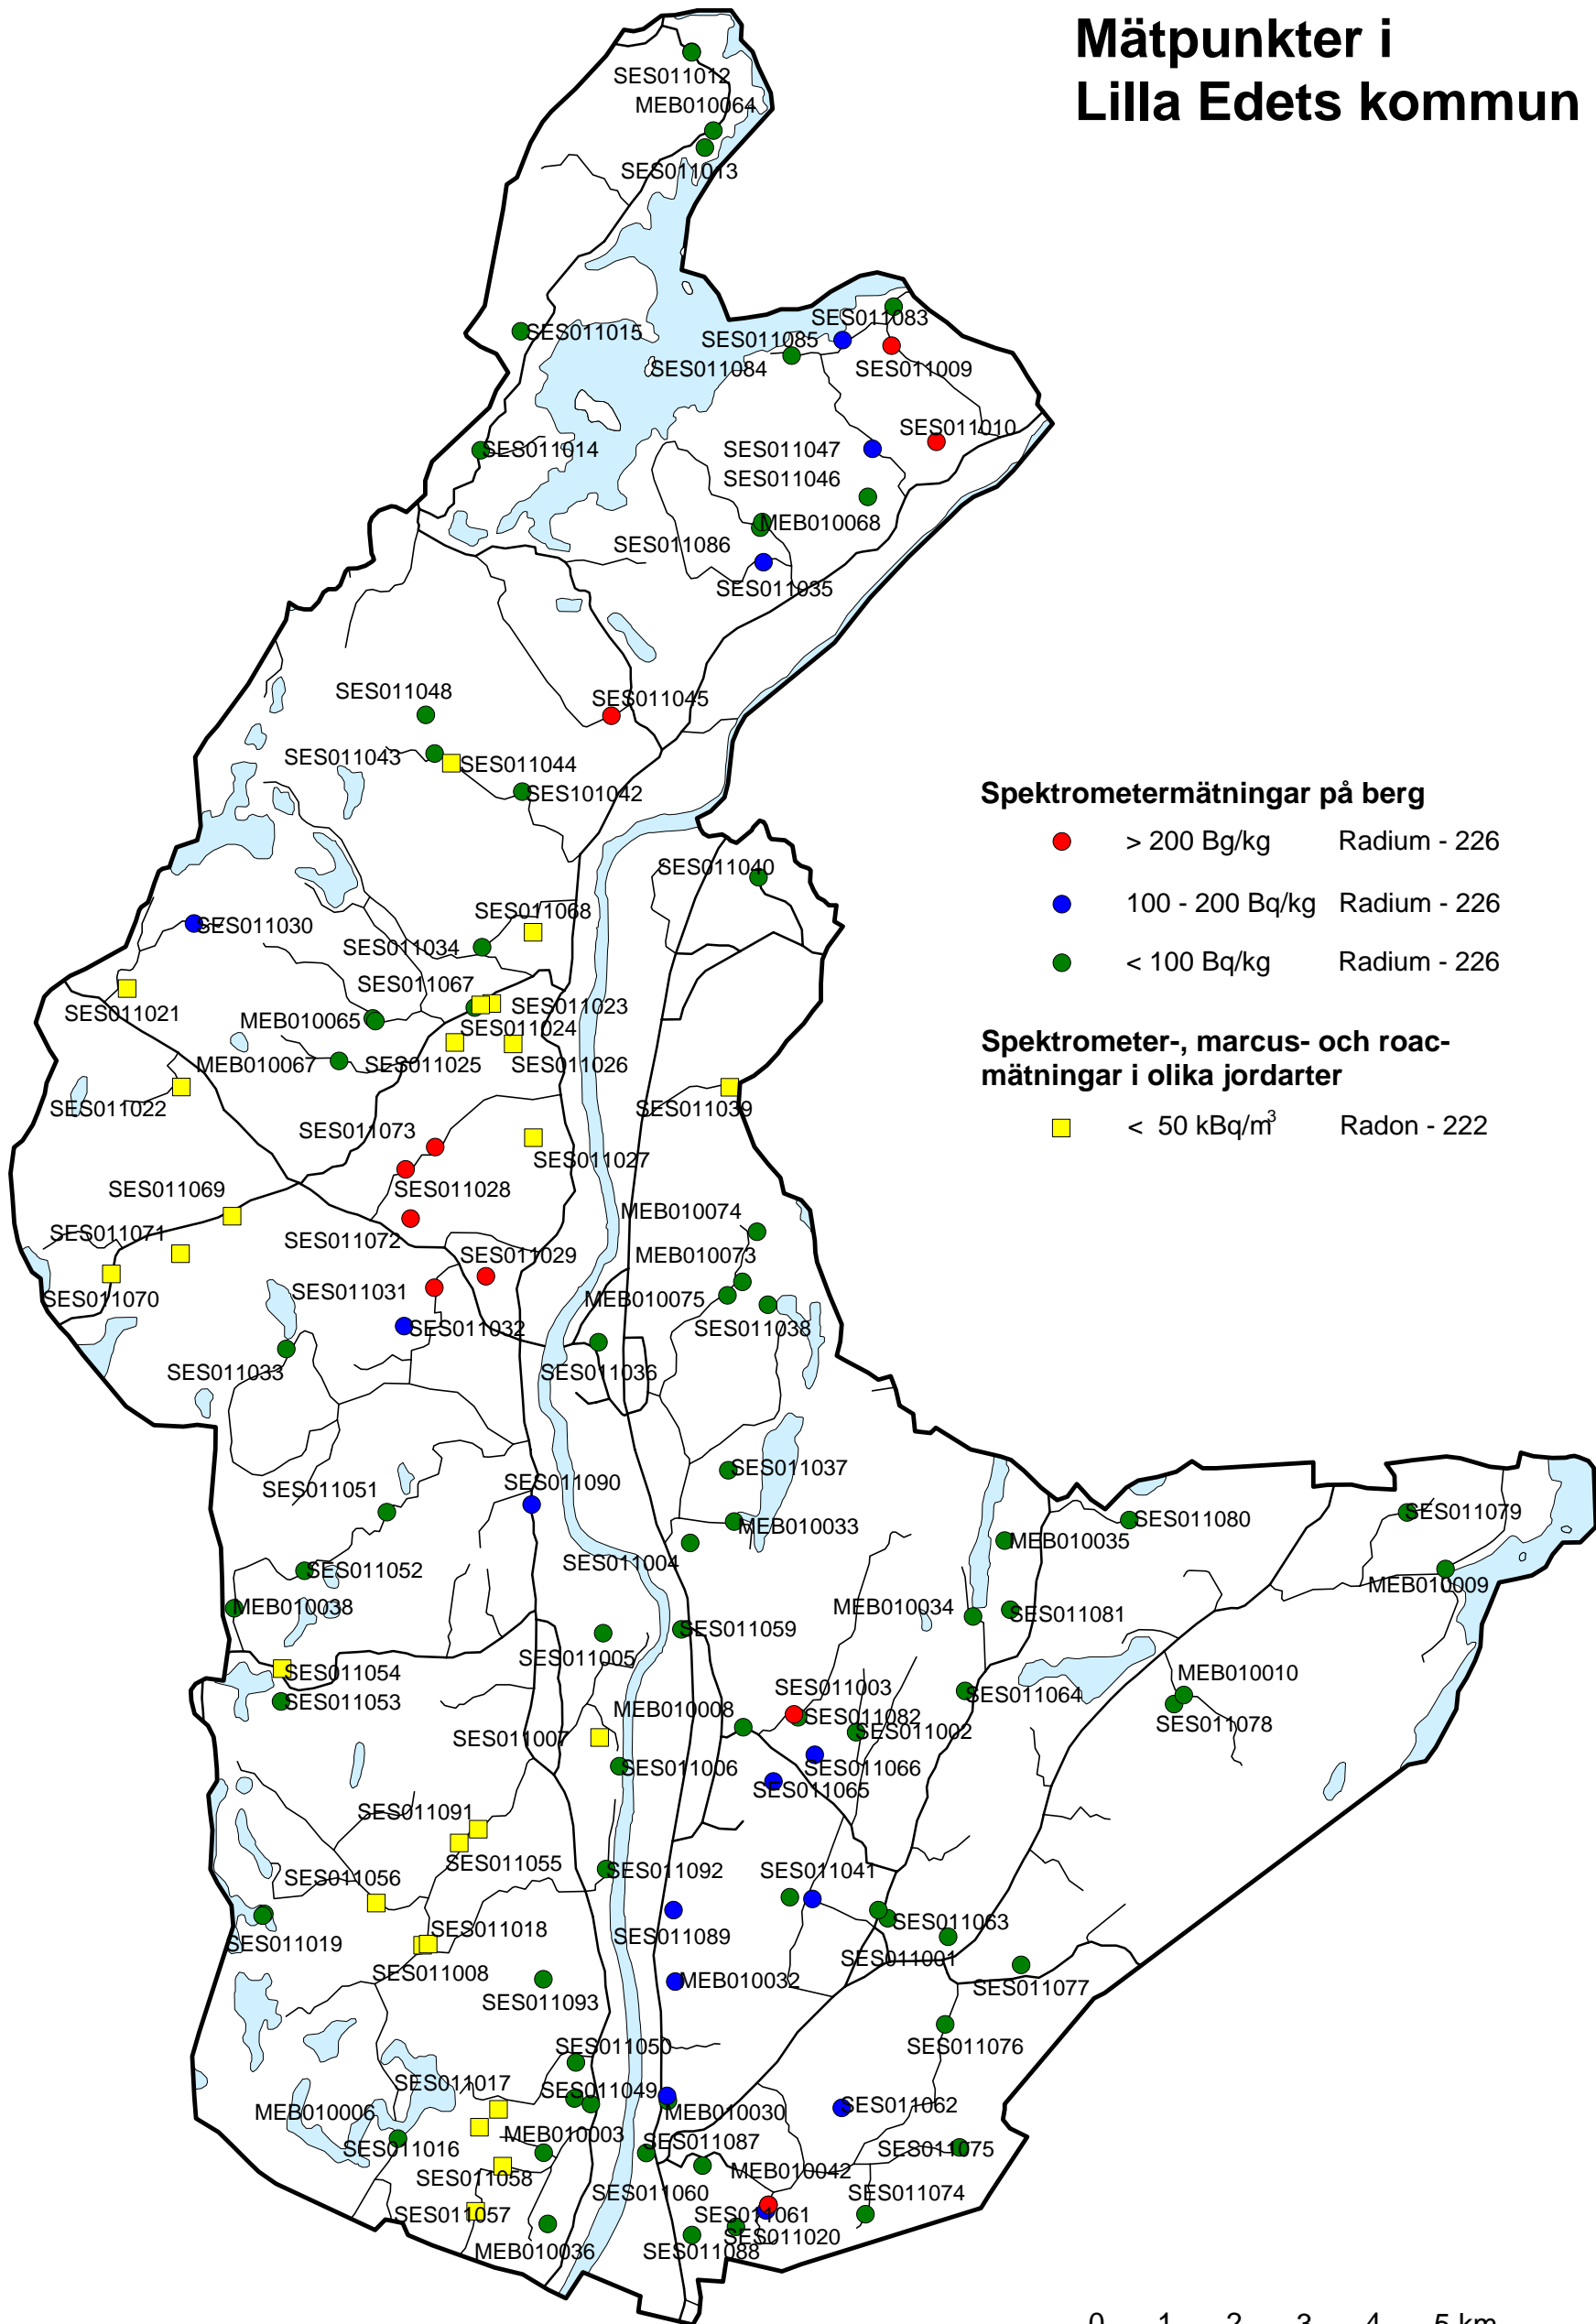 Mätpunkter i
Lilla Edets kommun
SES011012
MEB010064
SES011013
SES011083
SES011015
SES011085
SES011084
SES011009
SES011010
SES011014
SES011047
SES011046
MEB010068
SES011086
SES011035
SES011048
SES011045
SES011043
SES011044
SES101042
Spektrometermätningar på berg
> 200 Bg/kg Radium - 226
100 - 200 Bq/kg Radium - 226
< 100 Bq/kg Radium - 226
Spektrometer-, marcus- och roac-
mätningar i olika jordarter
< 50 kBq/m³ Radon - 222
SES011040
SES011068
SES011030
SES011034
SES011067
SES011023
SES011021
MEB010065
SES011024
MEB010067
SES011025
SES011026
SES011022
SES011039
SES011073
SES011027
SES011069
SES011028
MEB010074
SES011071
SES011072
SES011029
MEB010073
SES011031
SES011070
MEB010075
SES011032
SES011038
SES011033
SES011036
SES011037
SES011051
SES011090
SES011079
SES011080
MEB010033
MEB010035
SES011004
SES011052
MEB010009
MEB010038
MEB010034
SES011081
SES011059
SES011005
SES011054
MEB010010
SES011003
SES011064
SES011053
MEB010008
SES011082
SES011078
SES011002
SES011007
SES011006
SES011066
SES011065
SES011091
SES011055
SES011092
SES011041
SES011056
SES011063
SES011018
SES011089
SES011019
SES011001
SES011008
MEB010032
SES011077
SES011093
SES011050
SES011076
SES011017
SES011049
SES011062
MEB010006
MEB010030
MEB010003
SES011087
SES011016
SES011075
MEB010042
SES011058
SES011060
SES011074
SES011057
SES011061
SES011020
MEB010036
SES011088
0 1 2 3 4 5 km